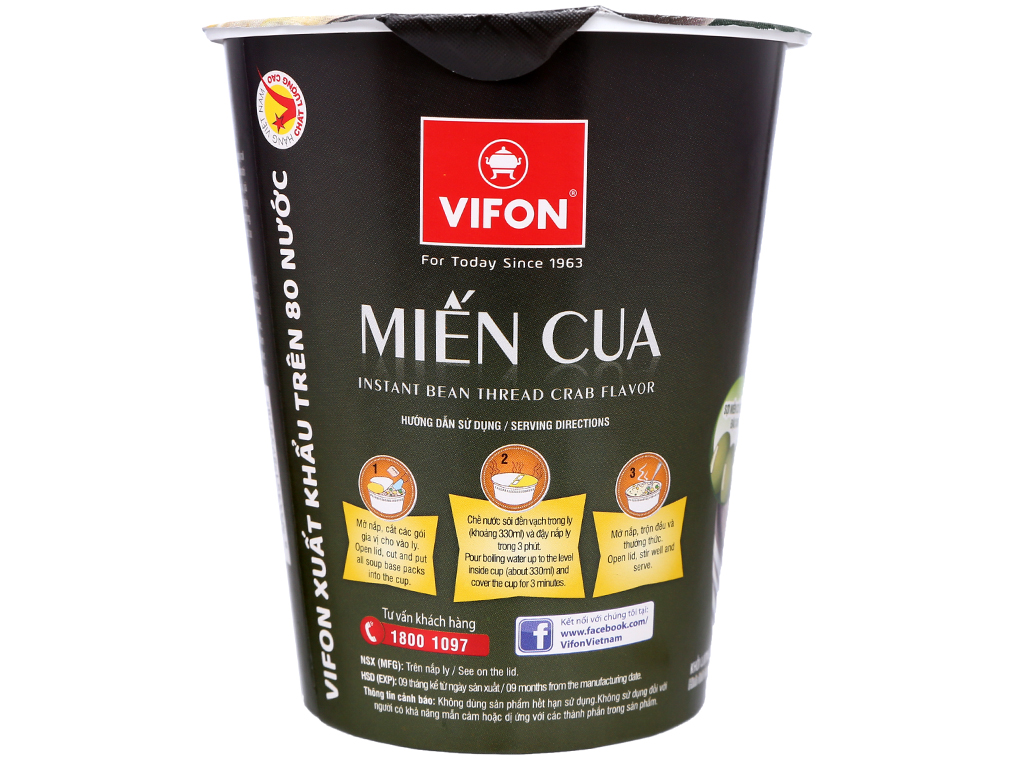 HÀNG VIỆT NAM
CHẤT LƯỢNG CAO
VIFON XUẤT KHẨU TRÊN 80 NƯỚC
VIFON®
For Today Since 1963
MIẾN CUA
INSTANT BEAN THREAD CRAB FLAVOR
HƯỚNG DẪN SỬ DỤNG / SERVING DIRECTIONS
1
Mở nắp, cắt các gói
gia vị cho vào ly.
Open lid, cut and put
all soup base packs
into the cup.
2
Chế nước sôi đến vạch trong ly
(khoảng 330ml) và đậy nắp ly
trong 3 phút.
Pour boiling water up to the level
inside cup (about 330ml) and
cover the cup for 3 minutes.
3
Mở nắp, trộn đều và
thưởng thức.
Open lid, stir well and
serve.
Tư vấn khách hàng
1800 1097
f
Kết nối với chúng tôi tại:
www.facebook.com/
VifonVietnam
NSX (MFG): Trên nắp ly / See on the lid.
HSD (EXP): 09 tháng kể từ ngày sản xuất / 09 months from the manufacturing date.
Thông tin cảnh báo: Không dùng sản phẩm hết hạn sử dụng.Không sử dụng đối với
người có khả năng mẫn cảm hoặc dị ứng với các thành phần trong sản phẩm.